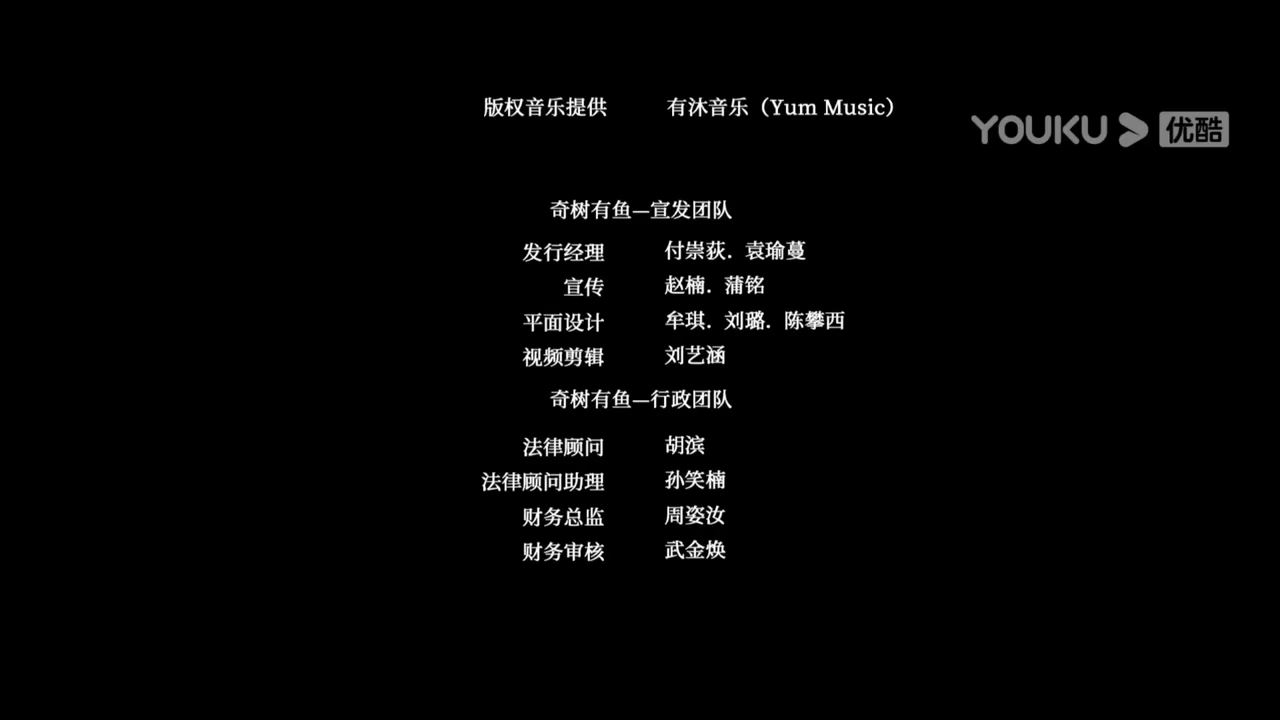 版权音乐提供 有沐音乐（Yum Music）
YOUKU 优酷
奇树有鱼—宣发团队
发行经理 付崇荻．袁瑜蔓
宣传 赵楠．蒲铭
平面设计 牟琪．刘璐．陈攀西
视频剪辑 刘艺涵
奇树有鱼—行政团队
法律顾问 胡滨
法律顾问助理 孙笑楠
财务总监 周姿汝
财务审核 武金焕